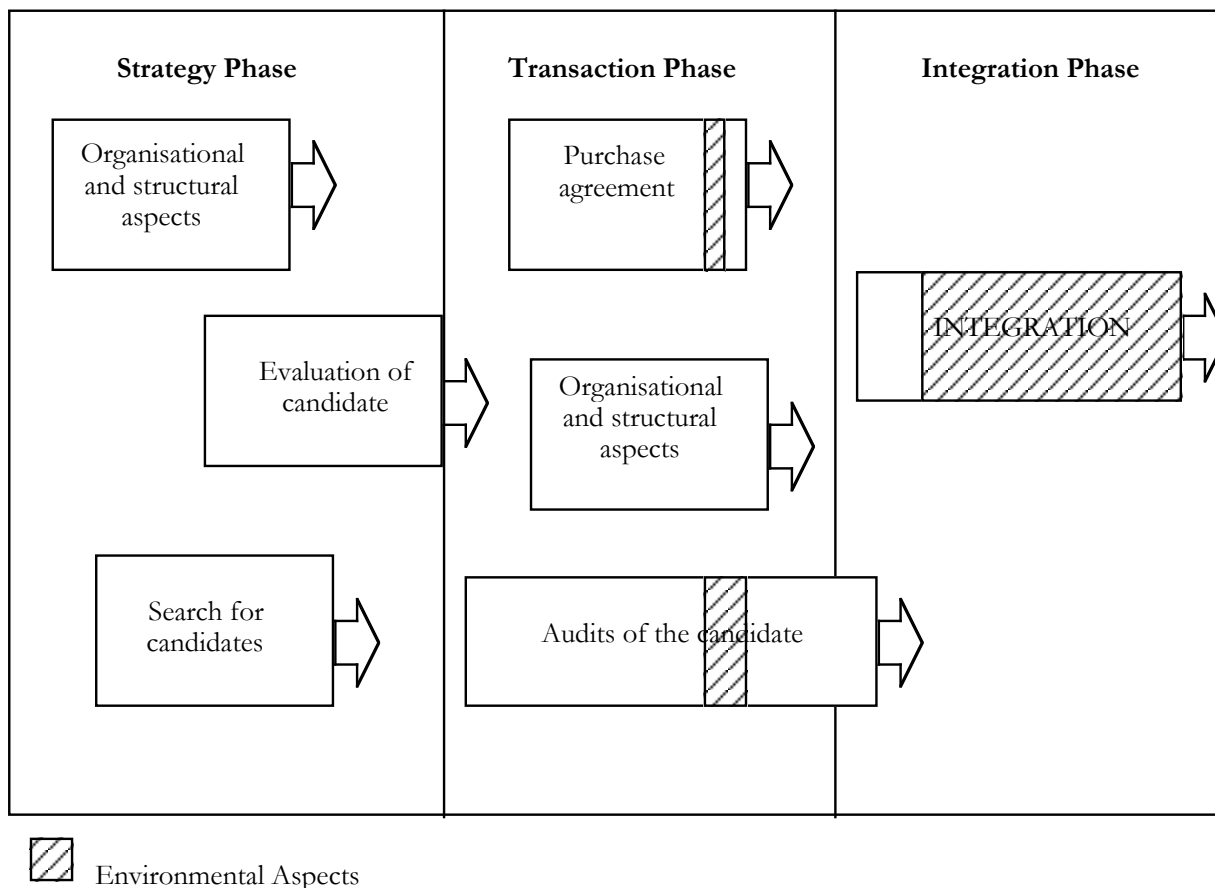 Strategy Phase
Transaction Phase
Integration Phase
Organisational
and structural
aspects
Purchase
agreement
INTEGRATION
Evaluation of
candidate
Organisational
and structural
aspects
Search for
candidates
Audits of the candidate
Environmental Aspects